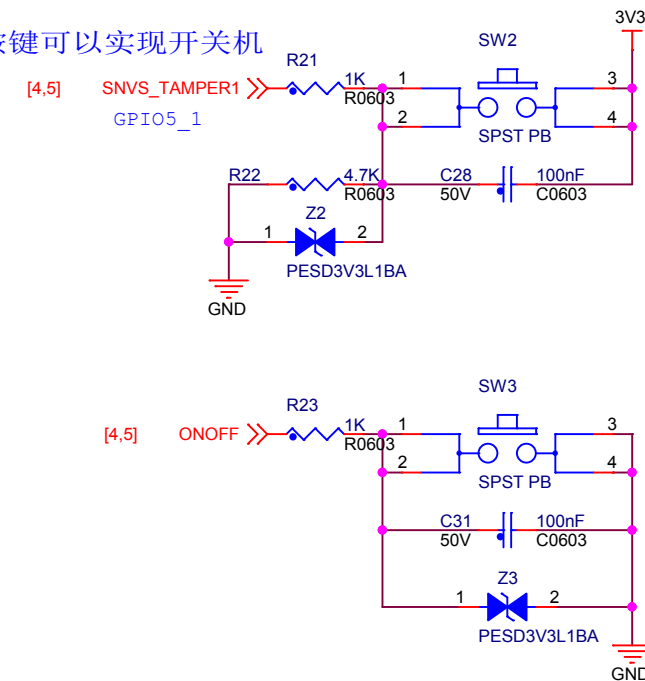 3V3
按键可以实现开关机
SW2
R21
[4,5] SNVS_TAMPER1 1K 1 3
R0603
GPIO5_1
2 4
SPST PB
R22 4.7K C28 100nF
R0603 50V C0603
Z2
1 2
PESD3V3L1BA
GND
SW3
R23
[4,5] ONOFF 1K 1 3
R0603
2 4
SPST PB
C31 100nF
50V C0603
Z3
1 2
PESD3V3L1BA
GND